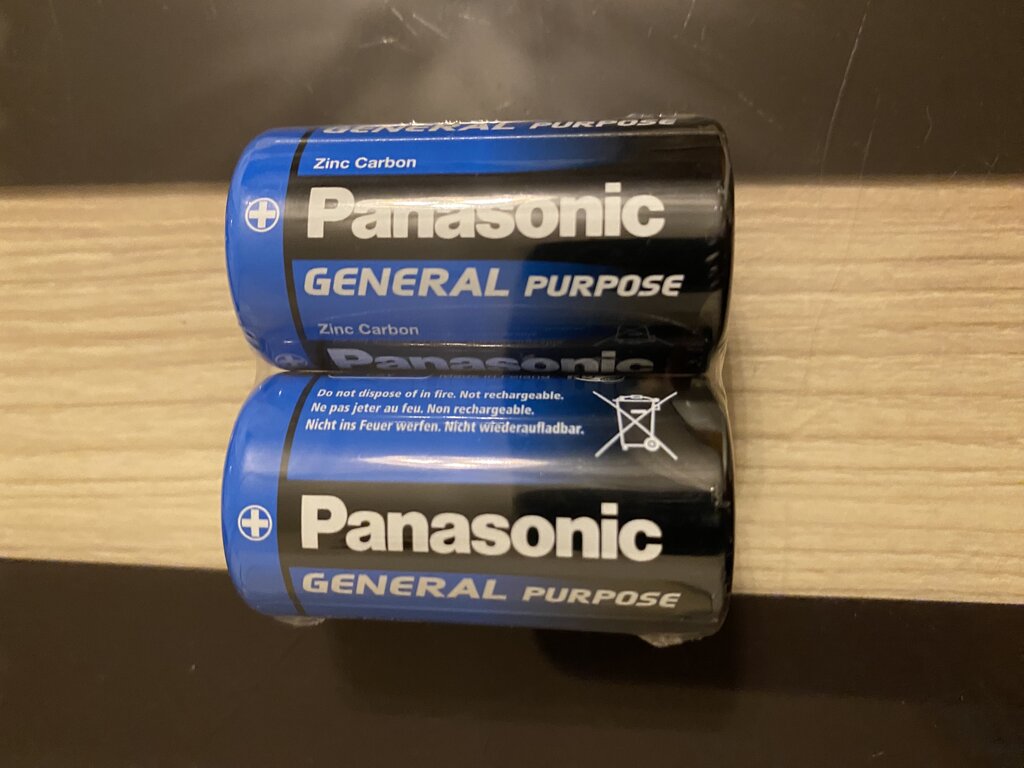 GENERAL PURPOSE
Zinc Carbon
Panasonic
GENERAL PURPOSE
Zinc Carbon
Panasonic
Do not dispose of in fire. Not rechargeable.
Ne pas jeter au feu. Non rechargeable.
Nicht ins Feuer werfen. Nicht wiederaufladbar.
Panasonic
GENERAL PURPOSE